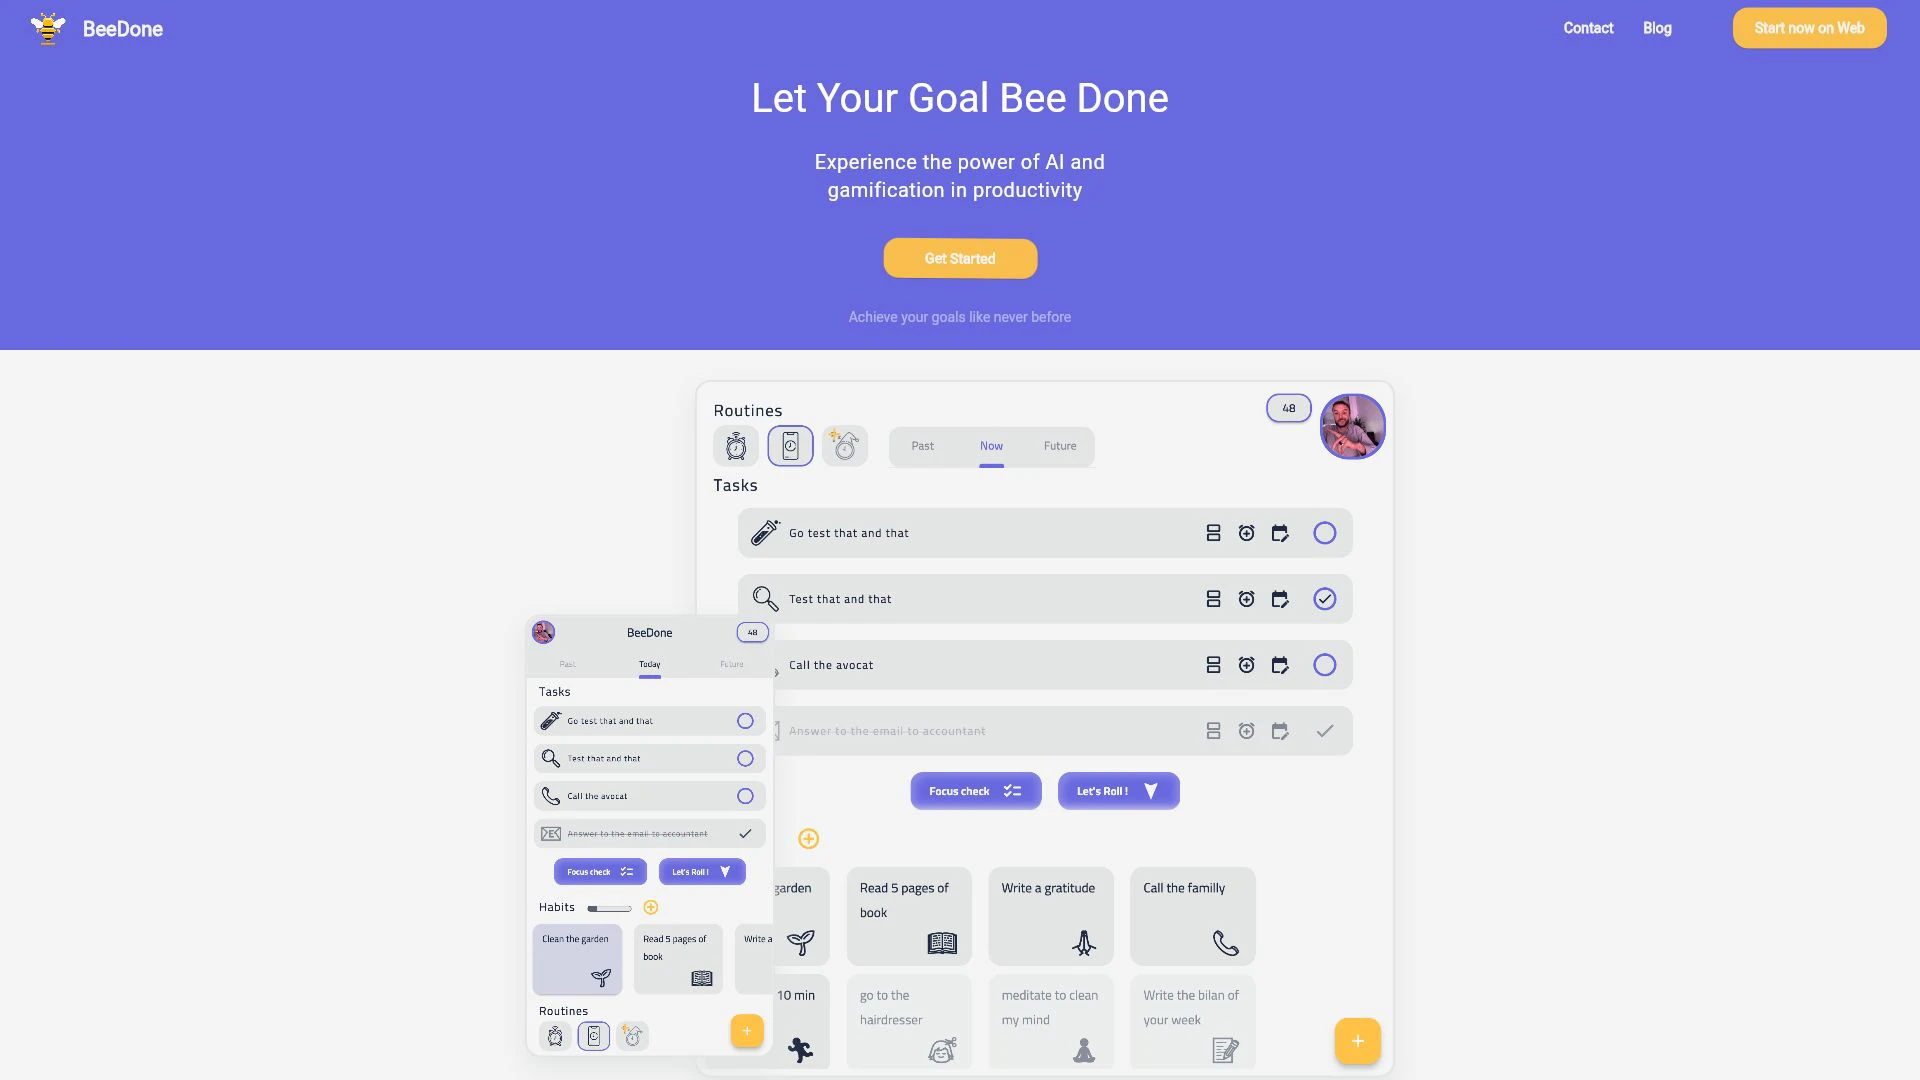 BeeDone
Contact
Blog
Start now on Web
Let Your Goal Bee Done
Experience the power of AI and
gamification in productivity
Get Started
Achieve your goals like never before
Routines
48
Past
Now
Future
Tasks
Go test that and that
Test that and that
Call the avocat
Answer to the email to accountant
Focus check
Let's Roll !
garden
Read 5 pages of
book
Write a gratitude
Call the familly
10 min
go to the
hairdresser
meditate to clean
my mind
Write the bilan of
your week
+
BeeDone
48
Past
Today
Future
Tasks
Go test that and that
Test that and that
Call the avocat
Answer to the email to accountant
Focus check
Let's Roll !
Habits
Clean the garden
Read 5 pages of
book
Write a
Routines
+